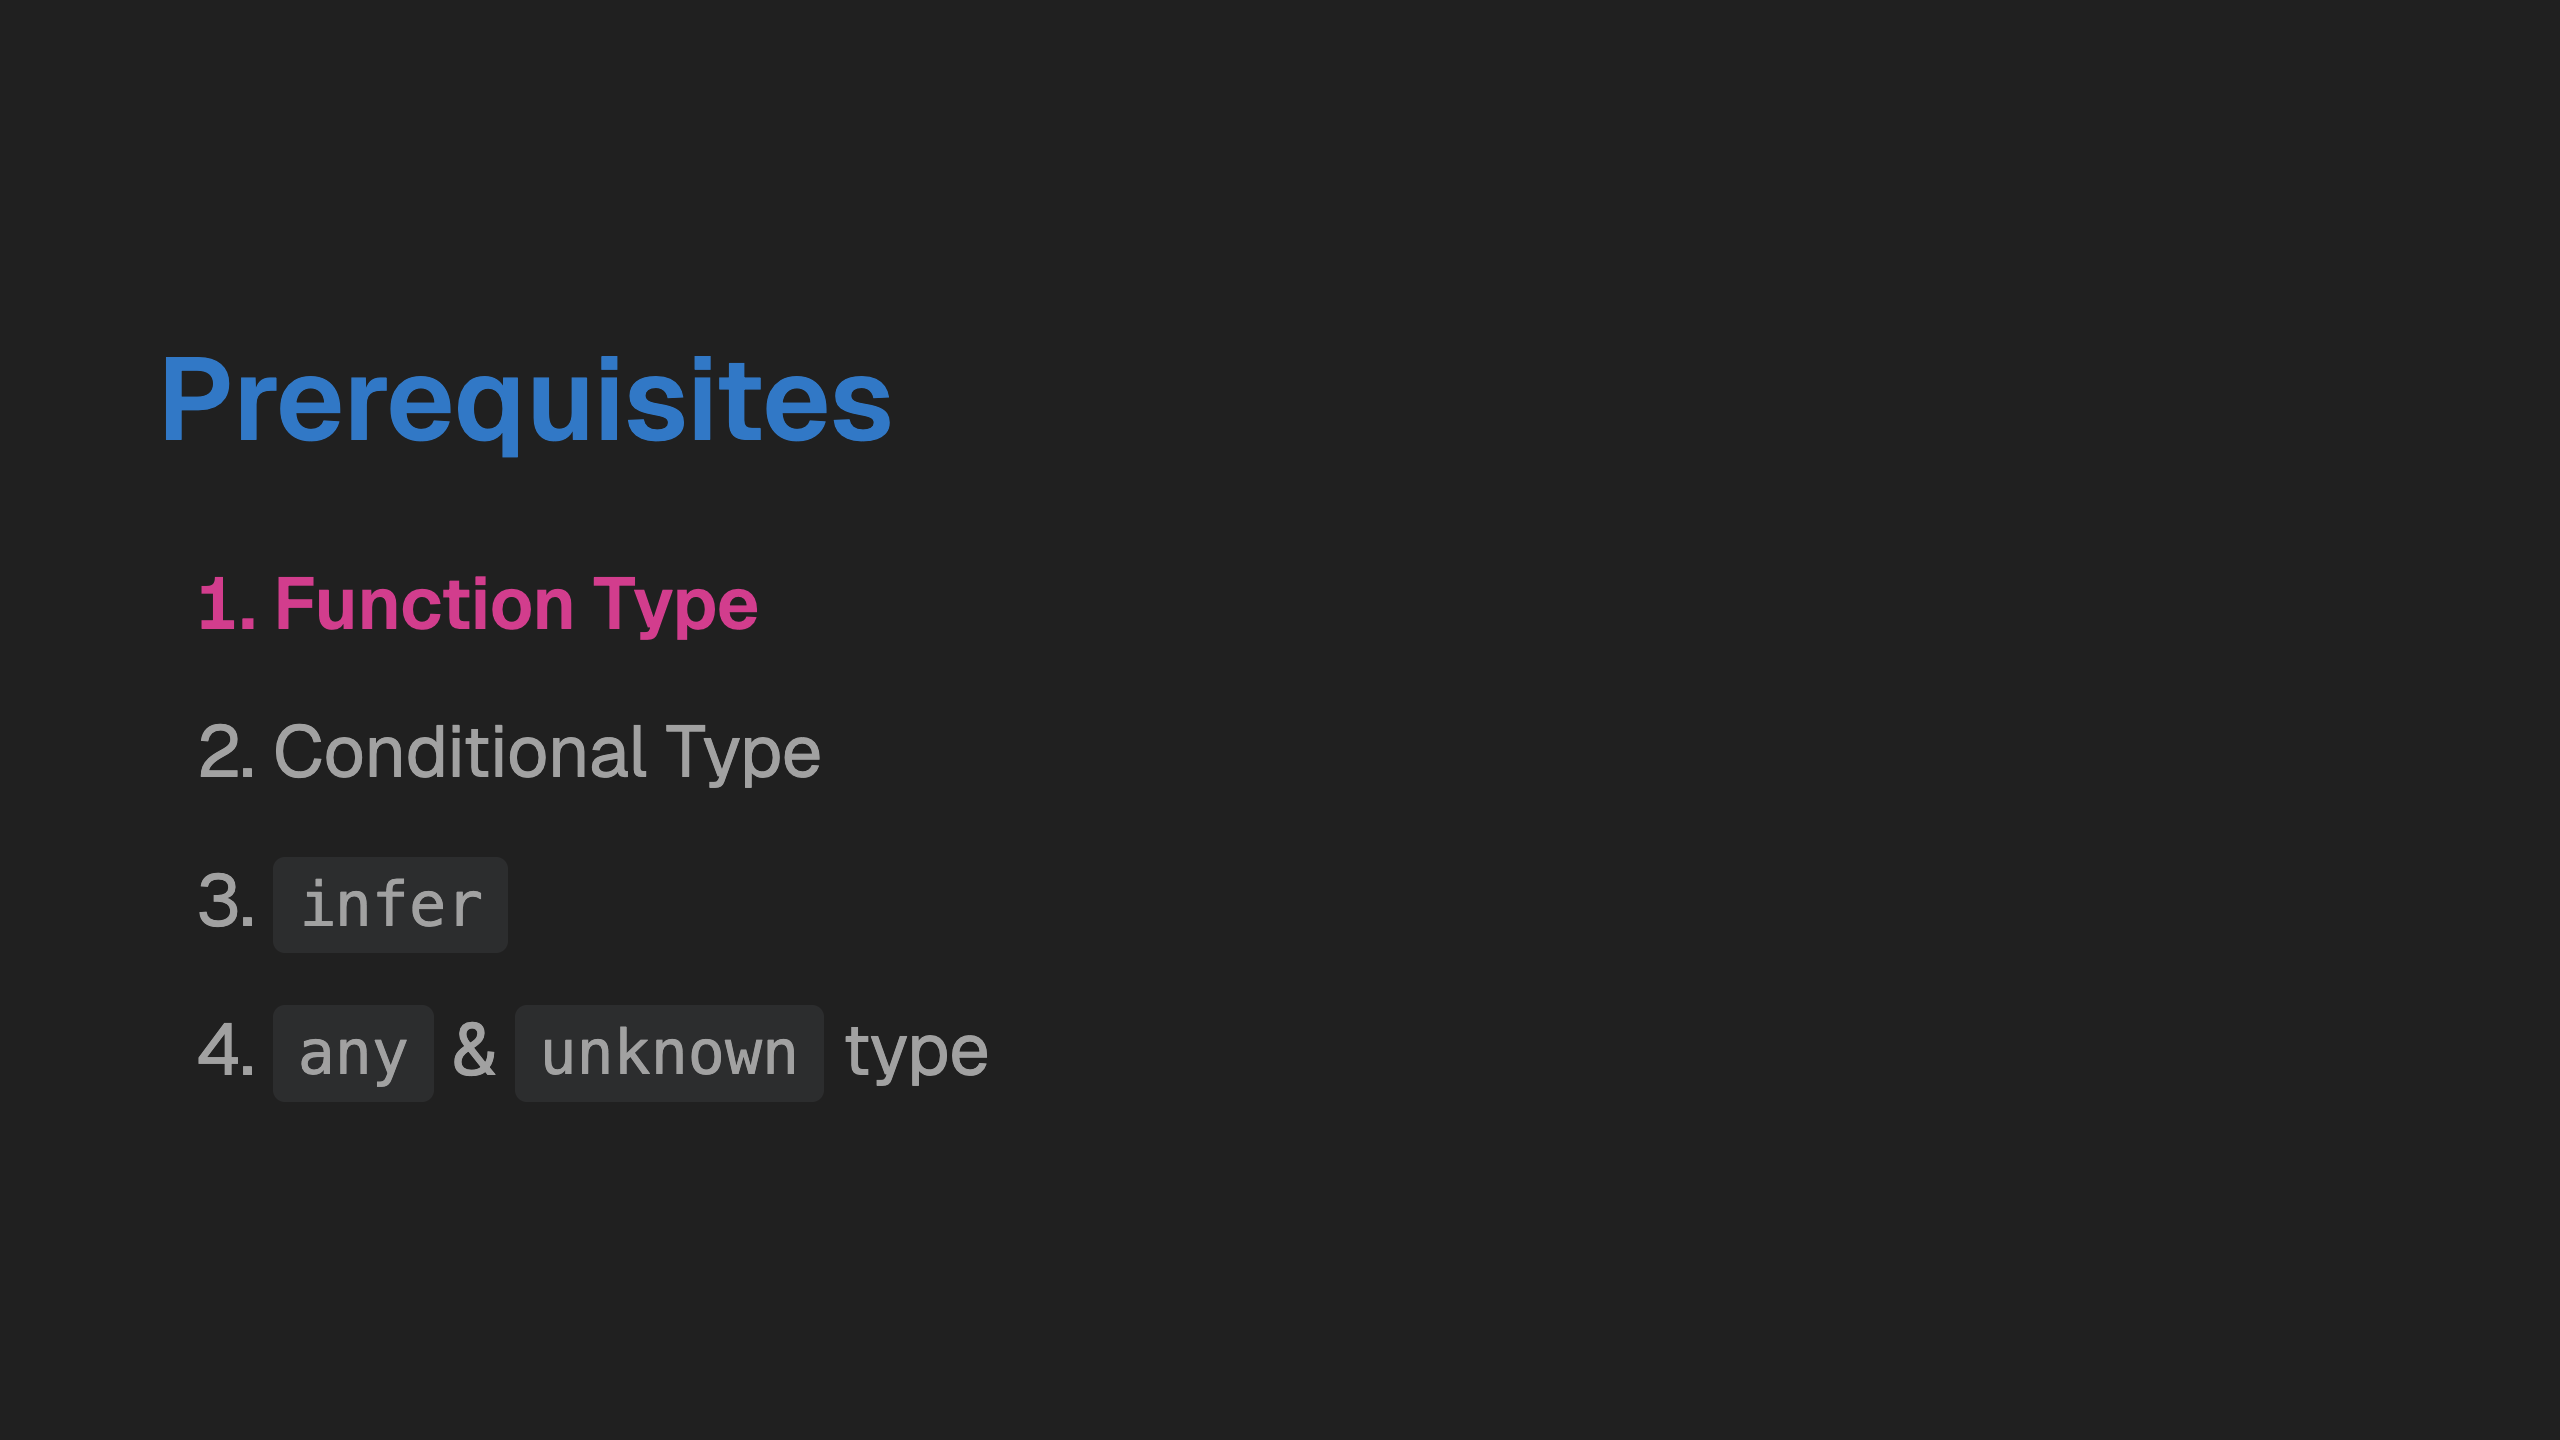 Prerequisites
1. Function Type
2. Conditional Type
3. infer
4. any & unknown type